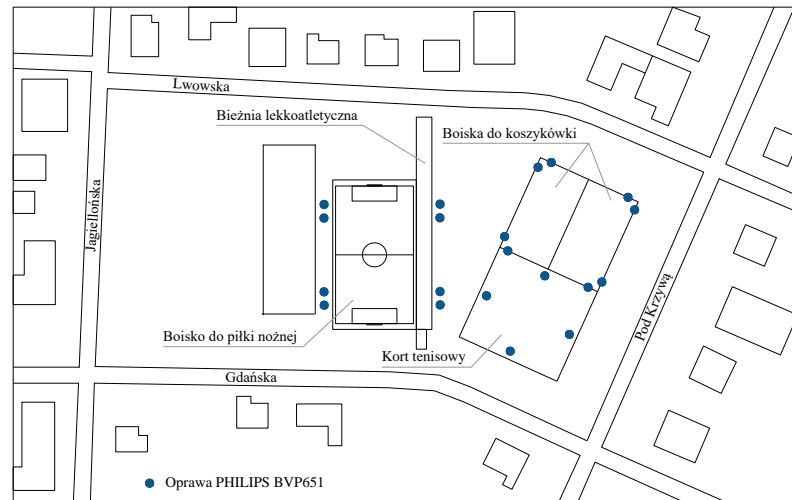 Lwowska
Bieżnia lekkoatletyczna
Boiska do koszykówki
Jagiellońska
Pod Krzywą
Boisko do piłki nożnej
Kort tenisowy
Gdańska
Oprawa PHILIPS BVP651